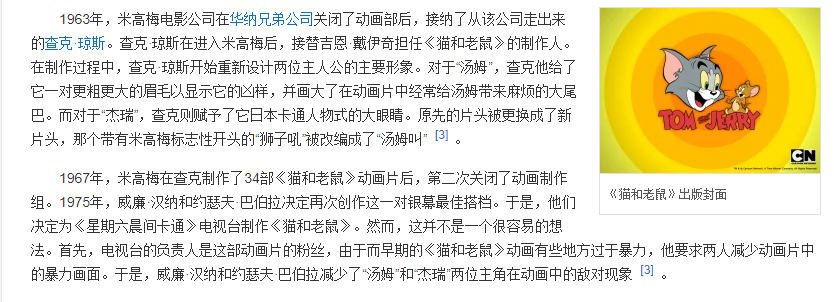 1963年，米高梅电影公司在华纳兄弟公司关闭了动画部后，接纳了从该公司走出来
的查克·琼斯。查克·琼斯在进入米高梅后，接替吉恩·戴伊奇担任《猫和老鼠》的制作人。
在制作过程中，查克·琼斯开始重新设计两位主人公的主要形象。对于“汤姆”，查克他给了
它一对更粗更大的眉毛以显示它的凶样，并画大了在动画片中经常给汤姆带来麻烦的大尾
巴。而对于“杰瑞”，查克则赋予了它日本卡通人物式的大眼睛。原先的片头被更换成了新
片头，那个带有米高梅标志性开头的“狮子吼”被改编成了“汤姆叫” [3] 。
1967年，米高梅在查克制作了34部《猫和老鼠》动画片后，第二次关闭了动画制作
组。1975年，威廉·汉纳和约瑟夫·巴伯拉决定再次创作这一对银幕最佳搭档。于是，他们
决定为《星期六晨间卡通》电视台制作《猫和老鼠》。然而，这并不是一个很容易的想
法。首先，电视台的负责人是这部动画片的粉丝，由于而早期的《猫和老鼠》动画有些地方过于暴力，他要求两人减少动画片中
的暴力画面。于是，威廉·汉纳和约瑟夫·巴伯拉减少了“汤姆”和“杰瑞”两位主角在动画中的敌对现象 [3] 。
TOM and JERRY
CN
《猫和老鼠》出版封面